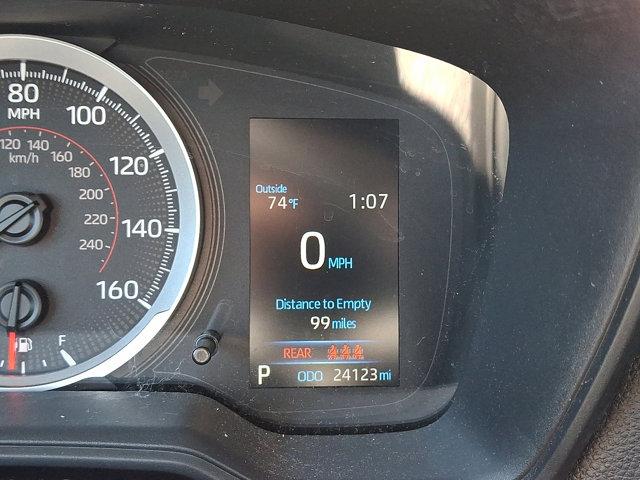 80
MPH
100
120
140
160
120 140 160
km/h
180
200
220
240
F
Outside
74°F
1:07
0 MPH
Distance to Empty
99 miles
REAR
P
ODO 24123 mi